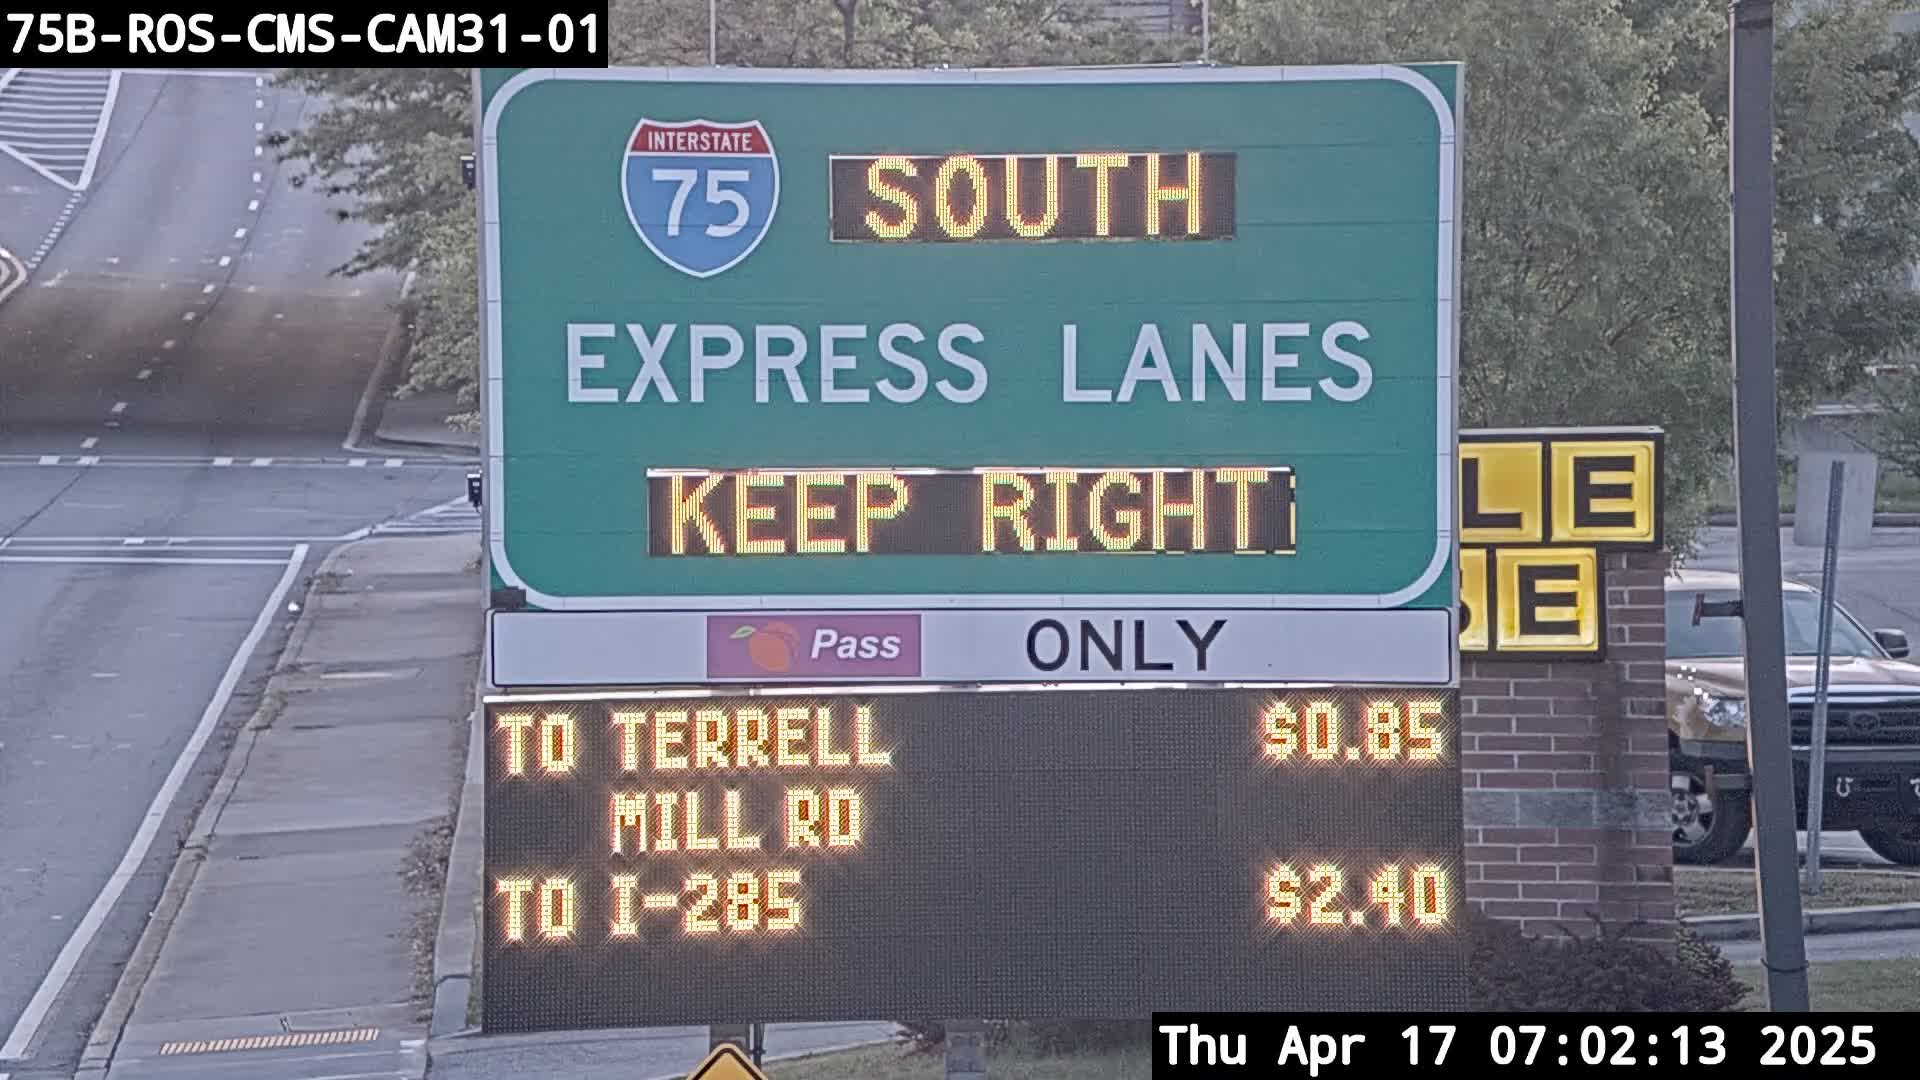 75B-ROS-CMS-CAM31-01
INTERSTATE
75
SOUTH
EXPRESS LANES
KEEP RIGHT
Pass ONLY
TO TERRELL $0.85
MILL RD
TO I-285 $2.40
LE
E
Thu Apr 17 07:02:13 2025